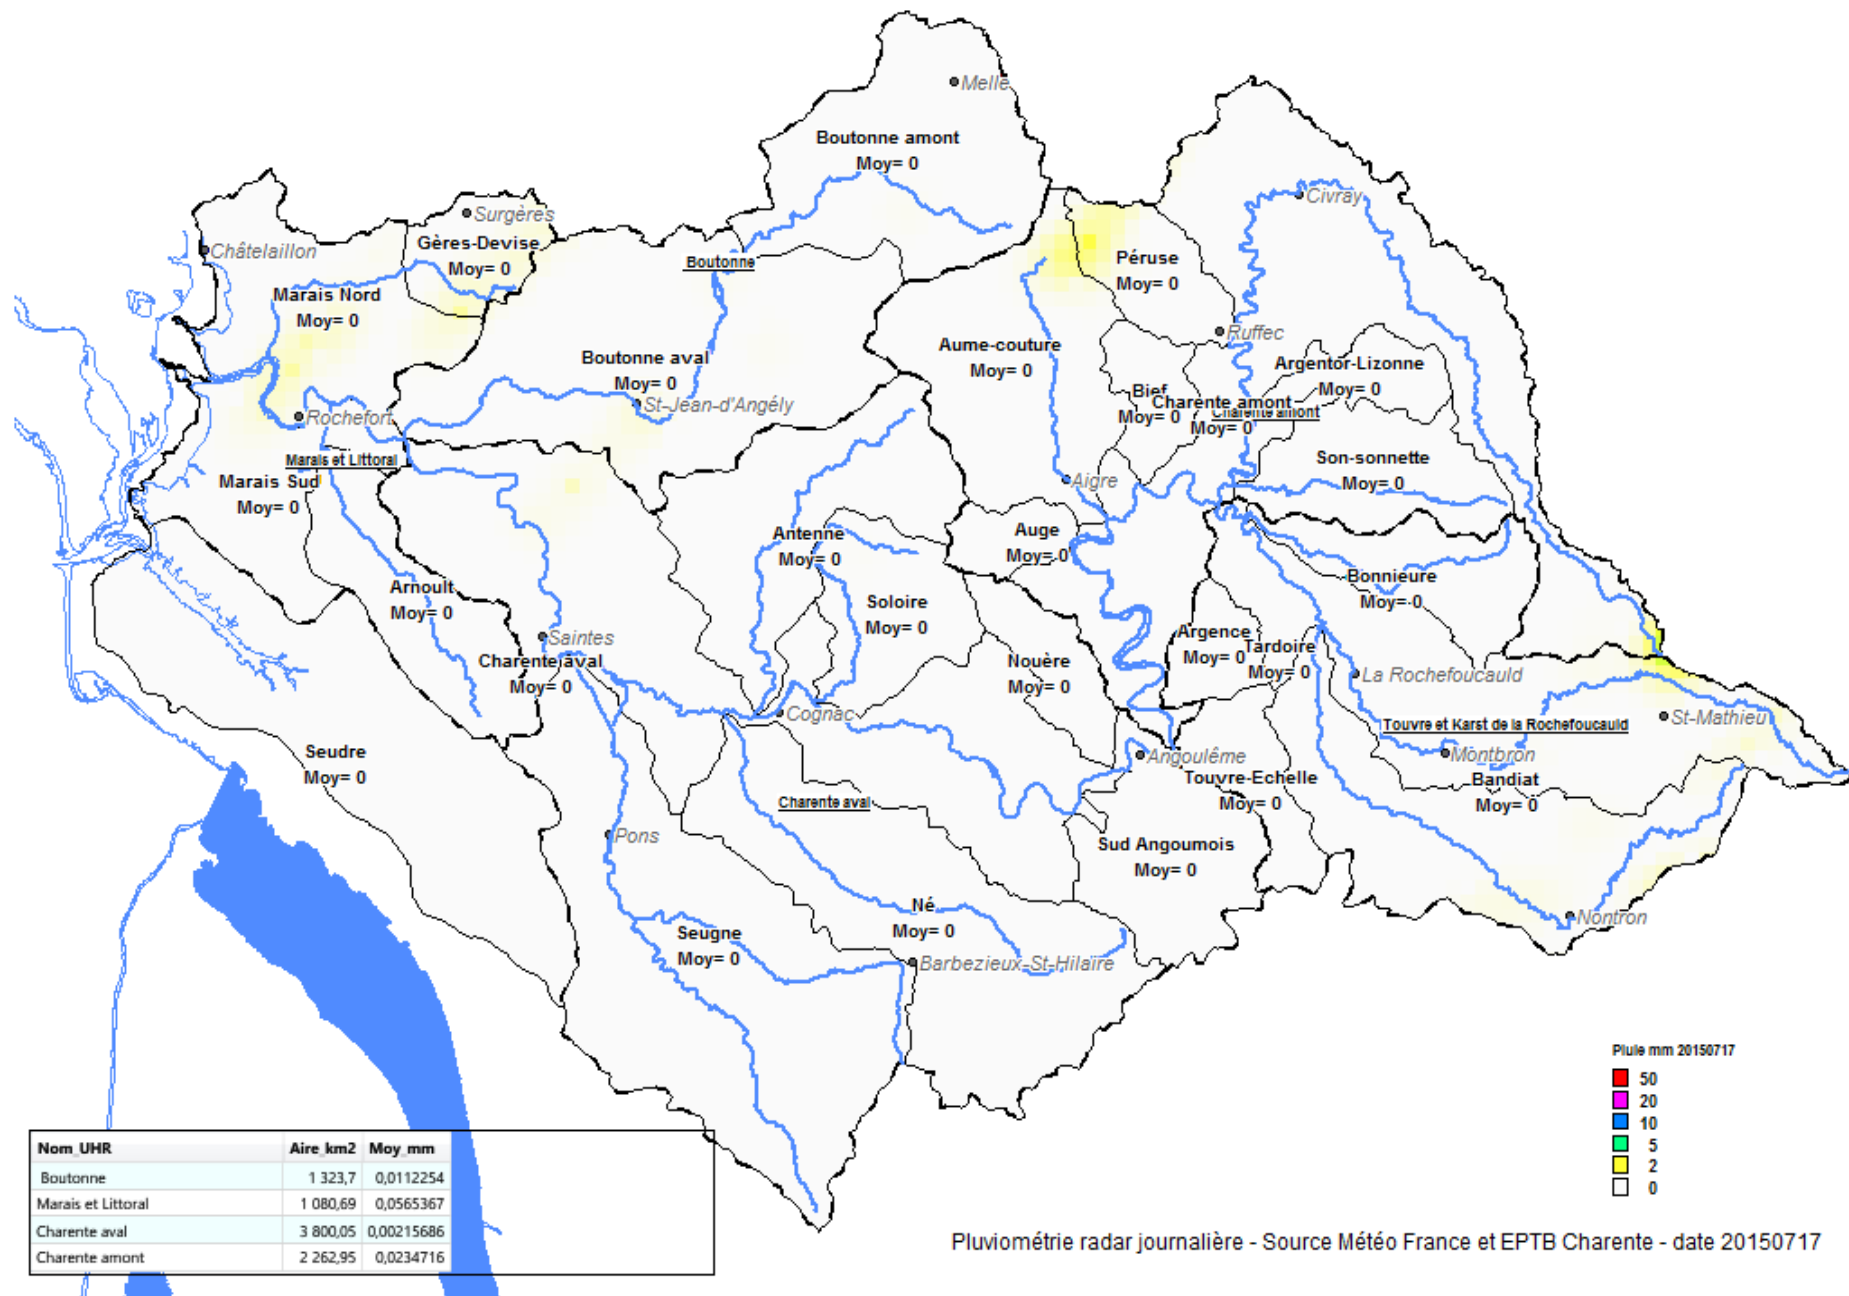 Melle
Boutonne amont
Moy= 0
Civray
Surgères
Châtelaillon
Gères-Devise
Moy= 0
Boutonne
Péruse
Moy= 0
Marais Nord
Moy= 0
Ruffec
Boutonne aval
Moy= 0
Aume-couture
Moy= 0
Argentor-Lizonne
Moy= 0
Bief
Moy= 0
Charente amont
Moy= 0
Charente amont
St-Jean-d'Angély
Rochefort
Marais et Littoral
Marais Sud
Moy= 0
Son-sonnette
Moy= 0
Aigre
Antenne
Moy= 0
Auge
Moy= 0
Arnoult
Moy= 0
Bonnieure
Moy= 0
Soloire
Moy= 0
Saintes
Charente aval
Moy= 0
Argence
Moy= 0
Tardoire
Moy= 0
Nouère
Moy= 0
La Rochefoucauld
Cognac
St-Mathieu
Touvre et Karst de la Rochefoucauld
Seudre
Moy= 0
Angoulême
Montbron
Touvre-Echelle
Moy= 0
Bandiat
Moy= 0
Charente aval
Pons
Sud Angoumois
Moy= 0
Né
Moy= 0
Nontron
Seugne
Moy= 0
Barbezieux-St-Hilaire
Pluie mm 20150717
50
20
10
5
2
0
Nom_UHR Aire_km2 Moy_mm
Boutonne 1 323,7 0,0112254
Marais et Littoral 1 080,69 0,0565367
Charente aval 3 800,05 0,00215686
Charente amont 2 262,95 0,0234716
Pluviométrie radar journalière - Source Météo France et EPTB Charente - date 20150717